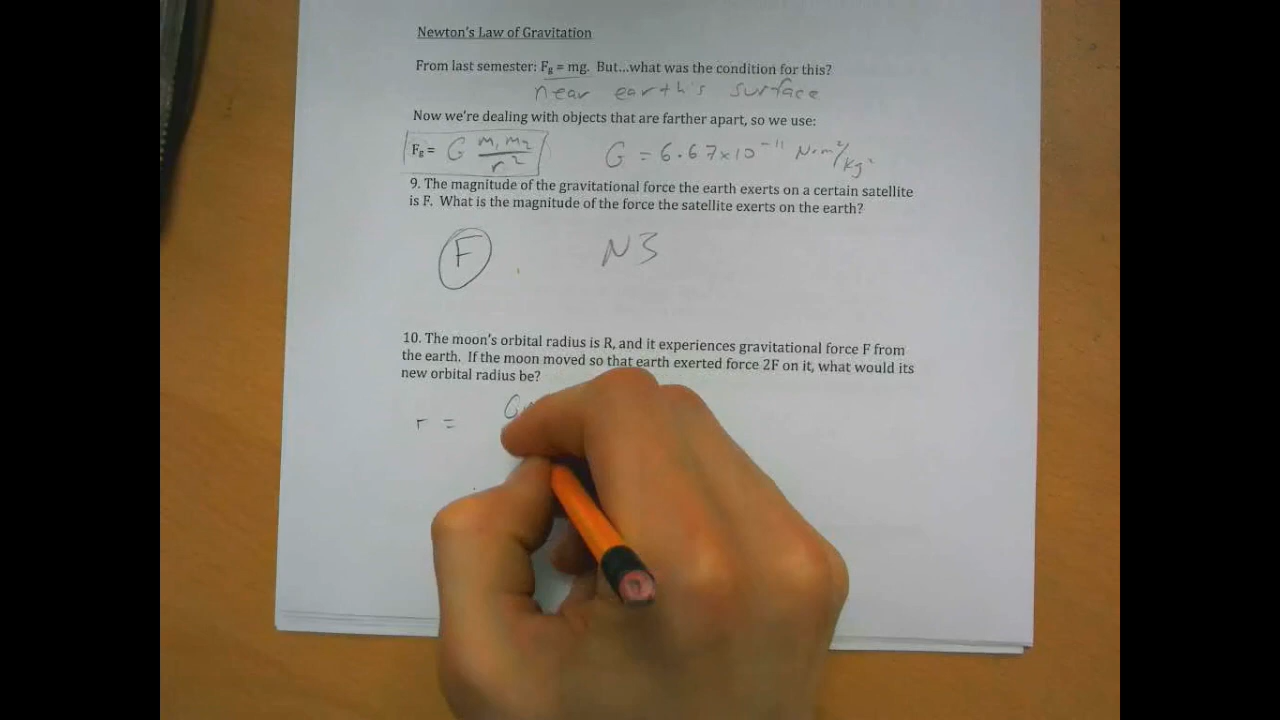 Newton's Law of Gravitation
From last semester: Fg = mg. But...what was the condition for this?
near earth's surface
Now we're dealing with objects that are farther apart, so we use:
Fg = G m₁m₂/r² G = 6.67x10⁻¹¹ N·m²/kg²
9. The magnitude of the gravitational force the earth exerts on a certain satellite
is F. What is the magnitude of the force the satellite exerts on the earth?
F N3
10. The moon's orbital radius is R, and it experiences gravitational force F from
the earth. If the moon moved so that earth exerted force 2F on it, what would its
new orbital radius be?
r = G